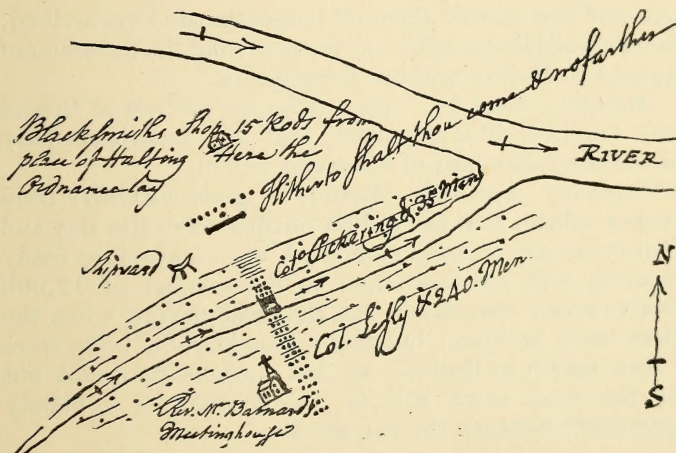 Blacksmiths Shop 15 Rods from
place of Halting Here the
Ordnance lay
Hitherto shalt thou come & no farther
RIVER
Shipyard
Colo. Pickering & 35 Men
Col. Lesly & 240. Men
Rev. Mr. Barnard's
Meetinghouse
N
S